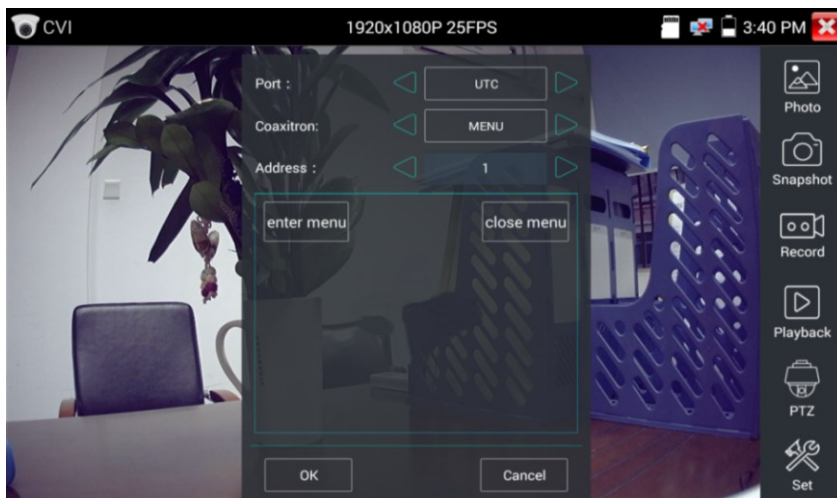 CVI 1920x1080P 25FPS 3:40 PM
Port : UTC
Coaxitron: MENU
Address : 1
enter menu close menu
OK Cancel
Photo
Snapshot
Record
Playback
PTZ
Set